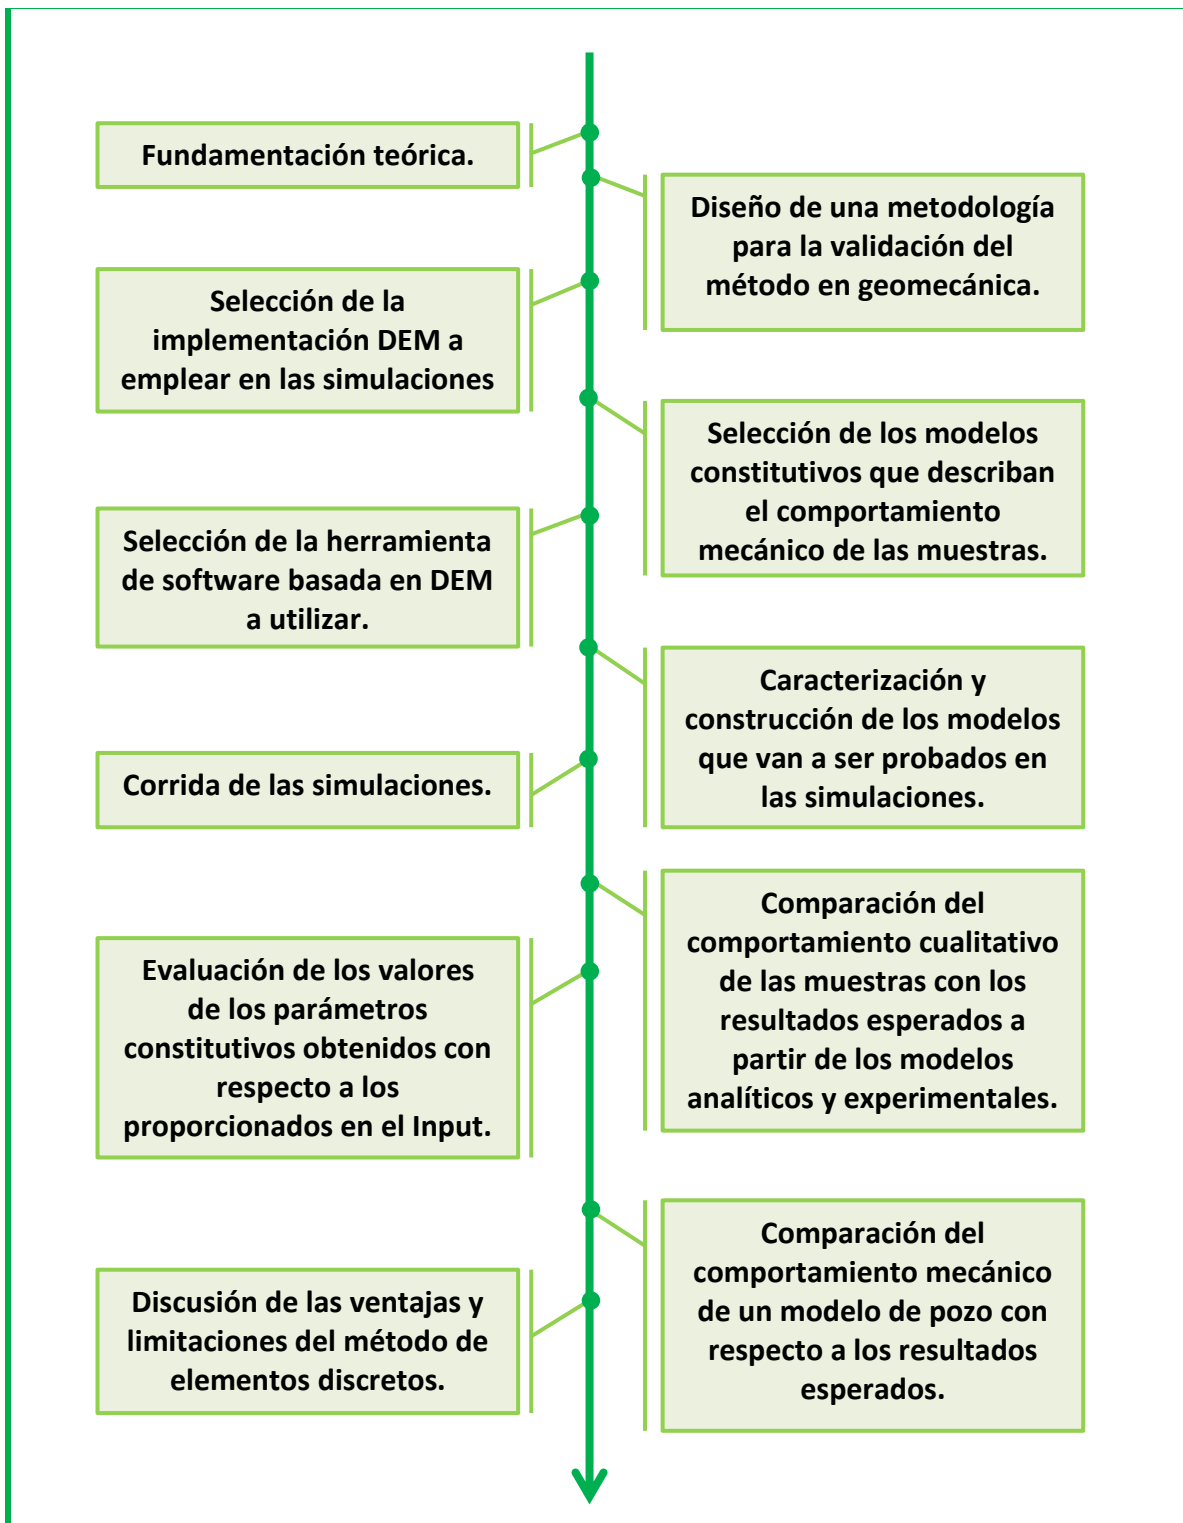 Fundamentación teórica.
Diseño de una metodología
para la validación del
método en geomecánica.
Selección de la
implementación DEM a
emplear en las simulaciones
Selección de los modelos
constitutivos que describan
el comportamiento
mecánico de las muestras.
Selección de la herramienta
de software basada en DEM
a utilizar.
Caracterización y
construcción de los modelos
que van a ser probados en
las simulaciones.
Corrida de las simulaciones.
Comparación del
comportamiento cualitativo
de las muestras con los
resultados esperados a
partir de los modelos
analíticos y experimentales.
Evaluación de los valores
de los parámetros
constitutivos obtenidos con
respecto a los
proporcionados en el Input.
Comparación del
comportamiento mecánico
de un modelo de pozo con
respecto a los resultados
esperados.
Discusión de las ventajas y
limitaciones del método de
elementos discretos.